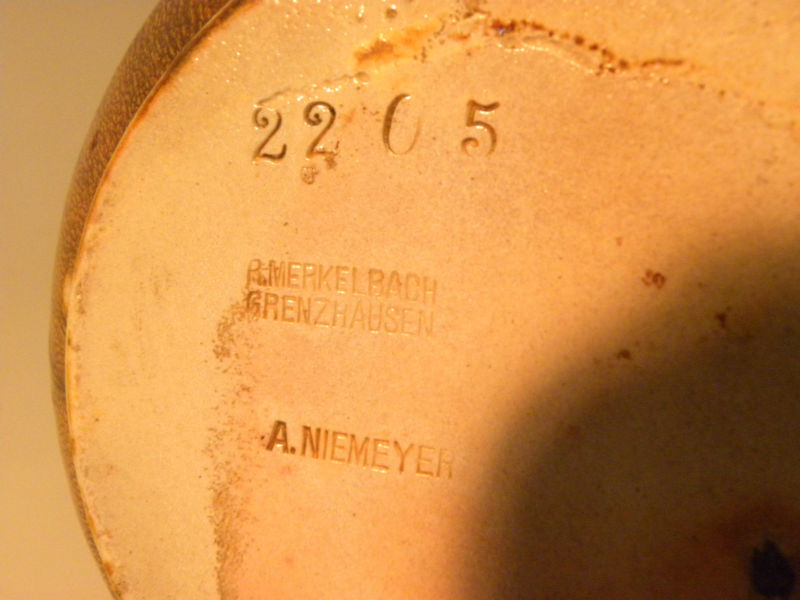 2205
R.MERKELBACH
GRENZHAUSEN
A.NIEMEYER